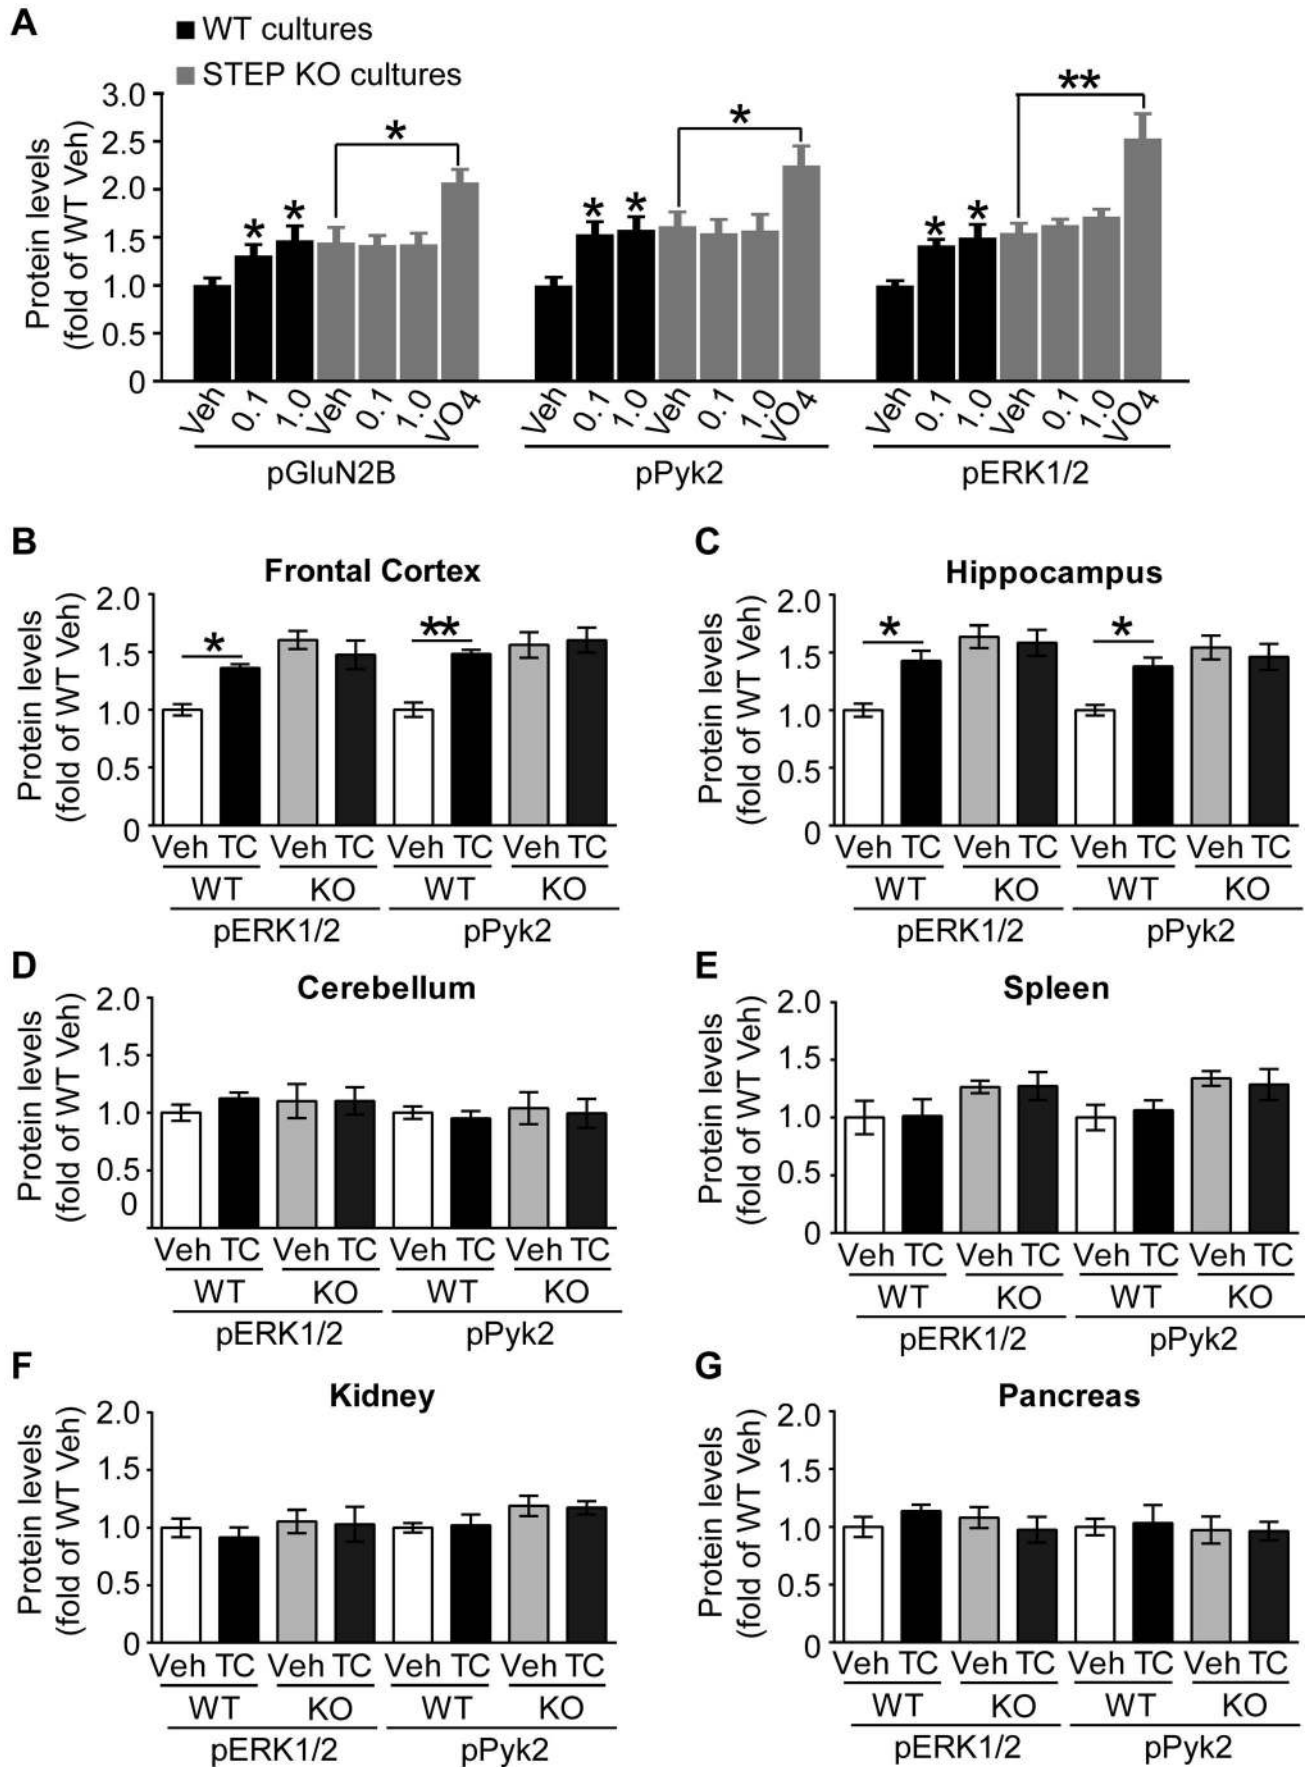 A
WT cultures
STEP KO cultures
Protein levels
(fold of WT Veh)
3.0
2.5
2.0
1.5
1.0
0.5
0
* * * * * * * * **
Veh 0.1 1.0 Veh 0.1 1.0 VO4 Veh 0.1 1.0 Veh 0.1 1.0 VO4 Veh 0.1 1.0 Veh 0.1 1.0 VO4
pGluN2B pPyk2 pERK1/2
B
Frontal Cortex
Protein levels
(fold of WT Veh)
2.0
1.5
1.0
0.5
0
* **
Veh TC Veh TC Veh TC Veh TC
WT KO WT KO
pERK1/2 pPyk2
C
Hippocampus
Protein levels
(fold of WT Veh)
2.0
1.5
1.0
0.5
0
* *
Veh TC Veh TC Veh TC Veh TC
WT KO WT KO
pERK1/2 pPyk2
D
Cerebellum
Protein levels
(fold of WT Veh)
2.0
1.5
1.0
0.5
0
Veh TC Veh TC Veh TC Veh TC
WT KO WT KO
pERK1/2 pPyk2
E
Spleen
Protein levels
(fold of WT Veh)
2.0
1.5
1.0
0.5
0
Veh TC Veh TC Veh TC Veh TC
WT KO WT KO
pERK1/2 pPyk2
F
Kidney
Protein levels
(fold of WT Veh)
2.0
1.5
1.0
0.5
0
Veh TC Veh TC Veh TC Veh TC
WT KO WT KO
pERK1/2 pPyk2
G
Pancreas
Protein levels
(fold of WT Veh)
2.0
1.5
1.0
0.5
0
Veh TC Veh TC Veh TC Veh TC
WT KO WT KO
pERK1/2 pPyk2